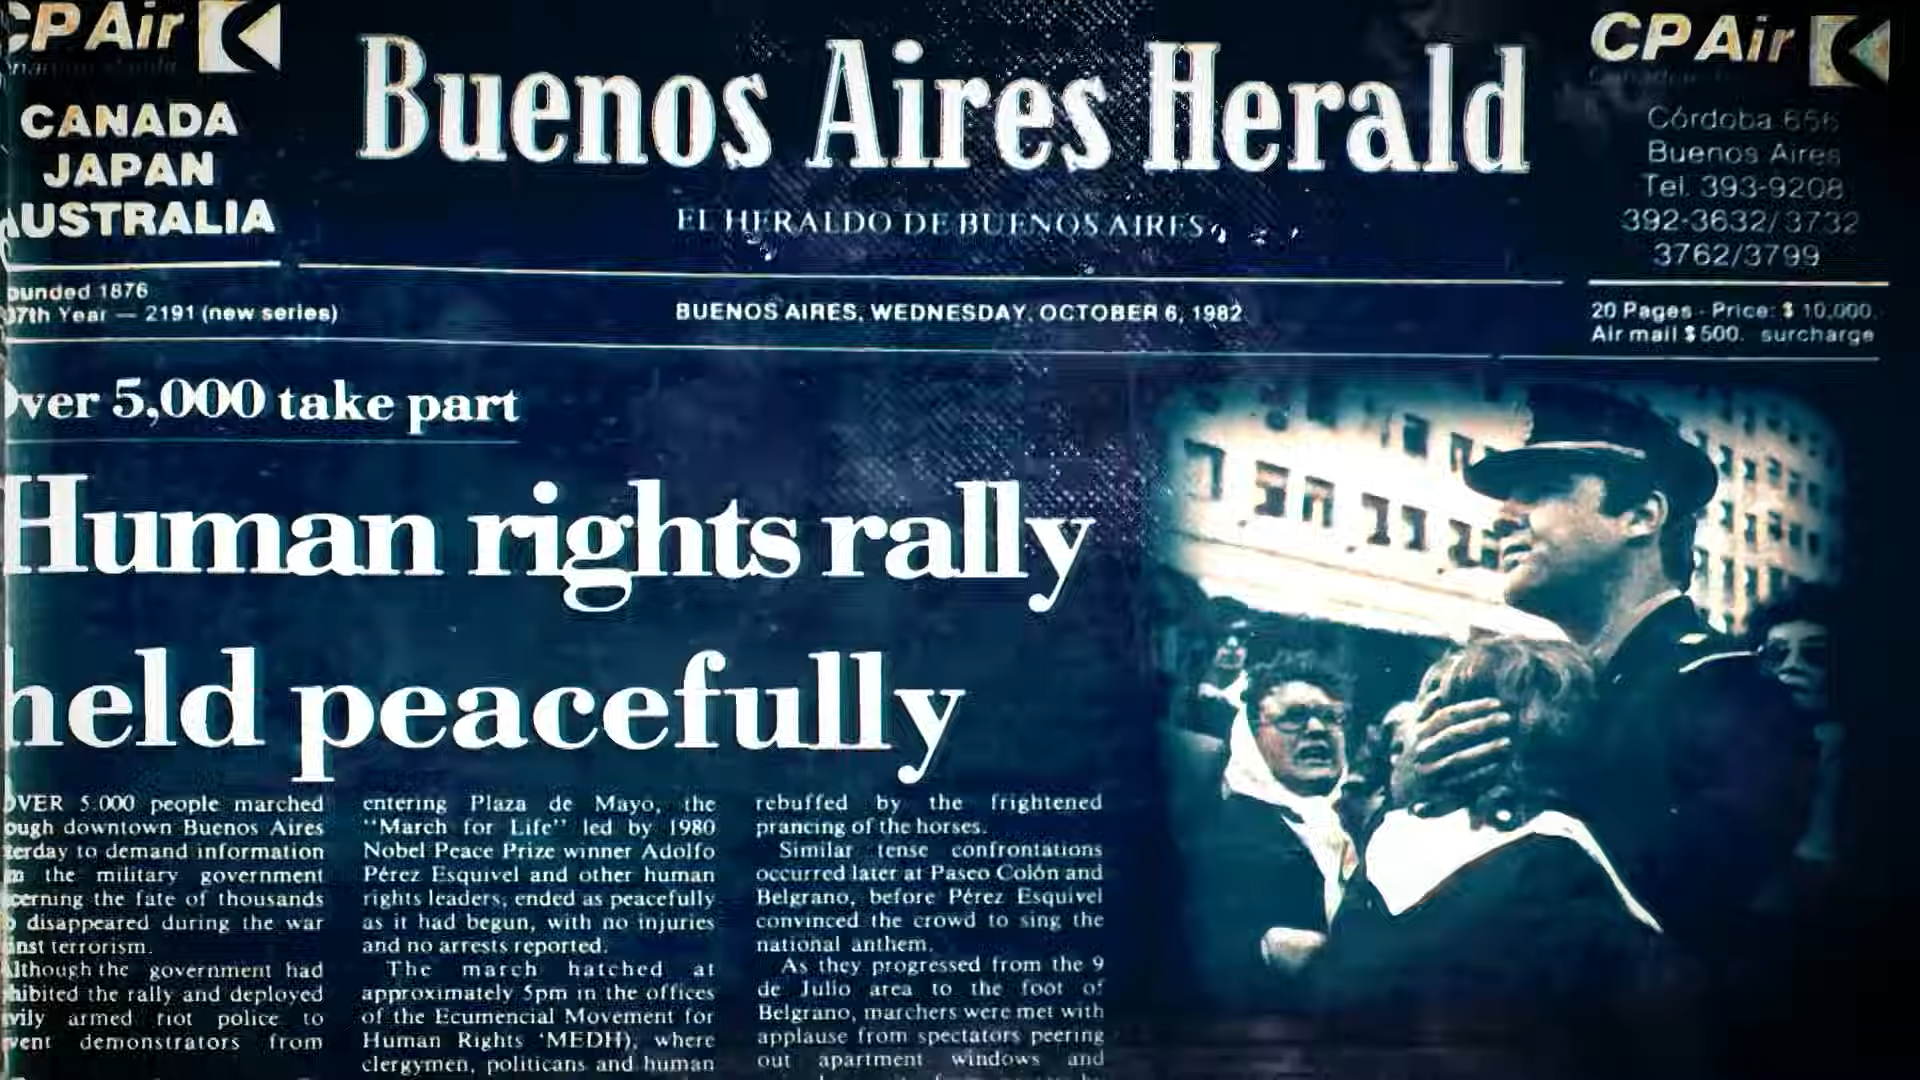 CP Air
CANADA
JAPAN
AUSTRALIA
Buenos Aires Herald
EL HERALDO DE BUENOS AIRES
CP Air
Córdoba 656
Buenos Aires
Tel. 393-9208
392-3632/3732
3762/3799
ounded 1876
07th Year — 2191 (new series)
BUENOS AIRES, WEDNESDAY, OCTOBER 6, 1982
20 Pages - Price: $ 10,000.
Air mail $ 500. surcharge
Over 5,000 take part
Human rights rally
held peacefully
OVER 5.000 people marched
ough downtown Buenos Aires
terday to demand information
the military government
cerning the fate of thousands
disappeared during the war
inst terrorism.
Although the government had
hibited the rally and deployed
vily armed riot police to
vent demonstrators from
entering Plaza de Mayo, the
"March for Life" led by 1980
Nobel Peace Prize winner Adolfo
Pérez Esquivel and other human
rights leaders, ended as peacefully
as it had begun, with no injuries
and no arrests reported.
The march hatched at
approximately 5pm in the offices
of the Ecumencial Movement for
Human Rights 'MEDH), where
clergymen, politicans and human
rebuffed by the frightened
prancing of the horses.
Similar tense confrontations
occurred later at Paseo Colón and
Belgrano, before Pérez Esquivel
convinced the crowd to sing the
national anthem.
As they progressed from the 9
de Julio area to the foot of
Belgrano, marchers were met with
applause from spectators peering
out apartment windows and